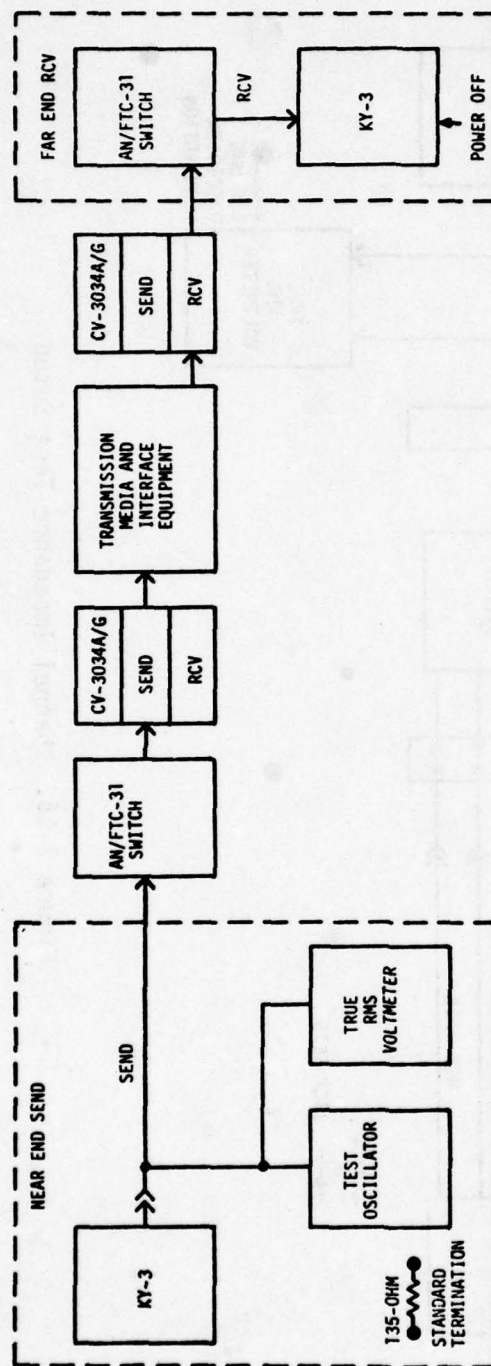 NEAR END SEND
KY-3
SEND
TEST
OSCILLATOR
TRUE
RMS
VOLTMETER
135-OHM
STANDARD
TERMINATION
AN/FTC-31
SWITCH
CV-3034A/G
SEND
RCV
TRANSMISSION
MEDIA AND
INTERFACE
EQUIPMENT
CV-3034A/G
SEND
RCV
FAR END RCV
AN/FTC-31
SWITCH
RCV
KY-3
POWER OFF